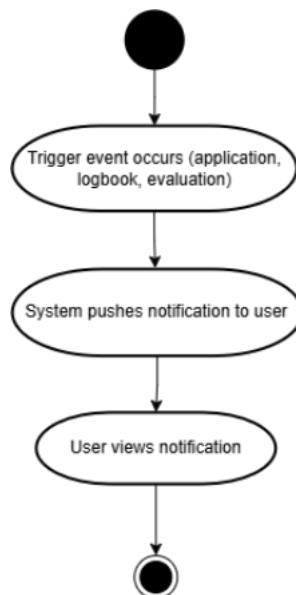 Trigger event occurs (application,
logbook, evaluation)
System pushes notification to user
User views notification